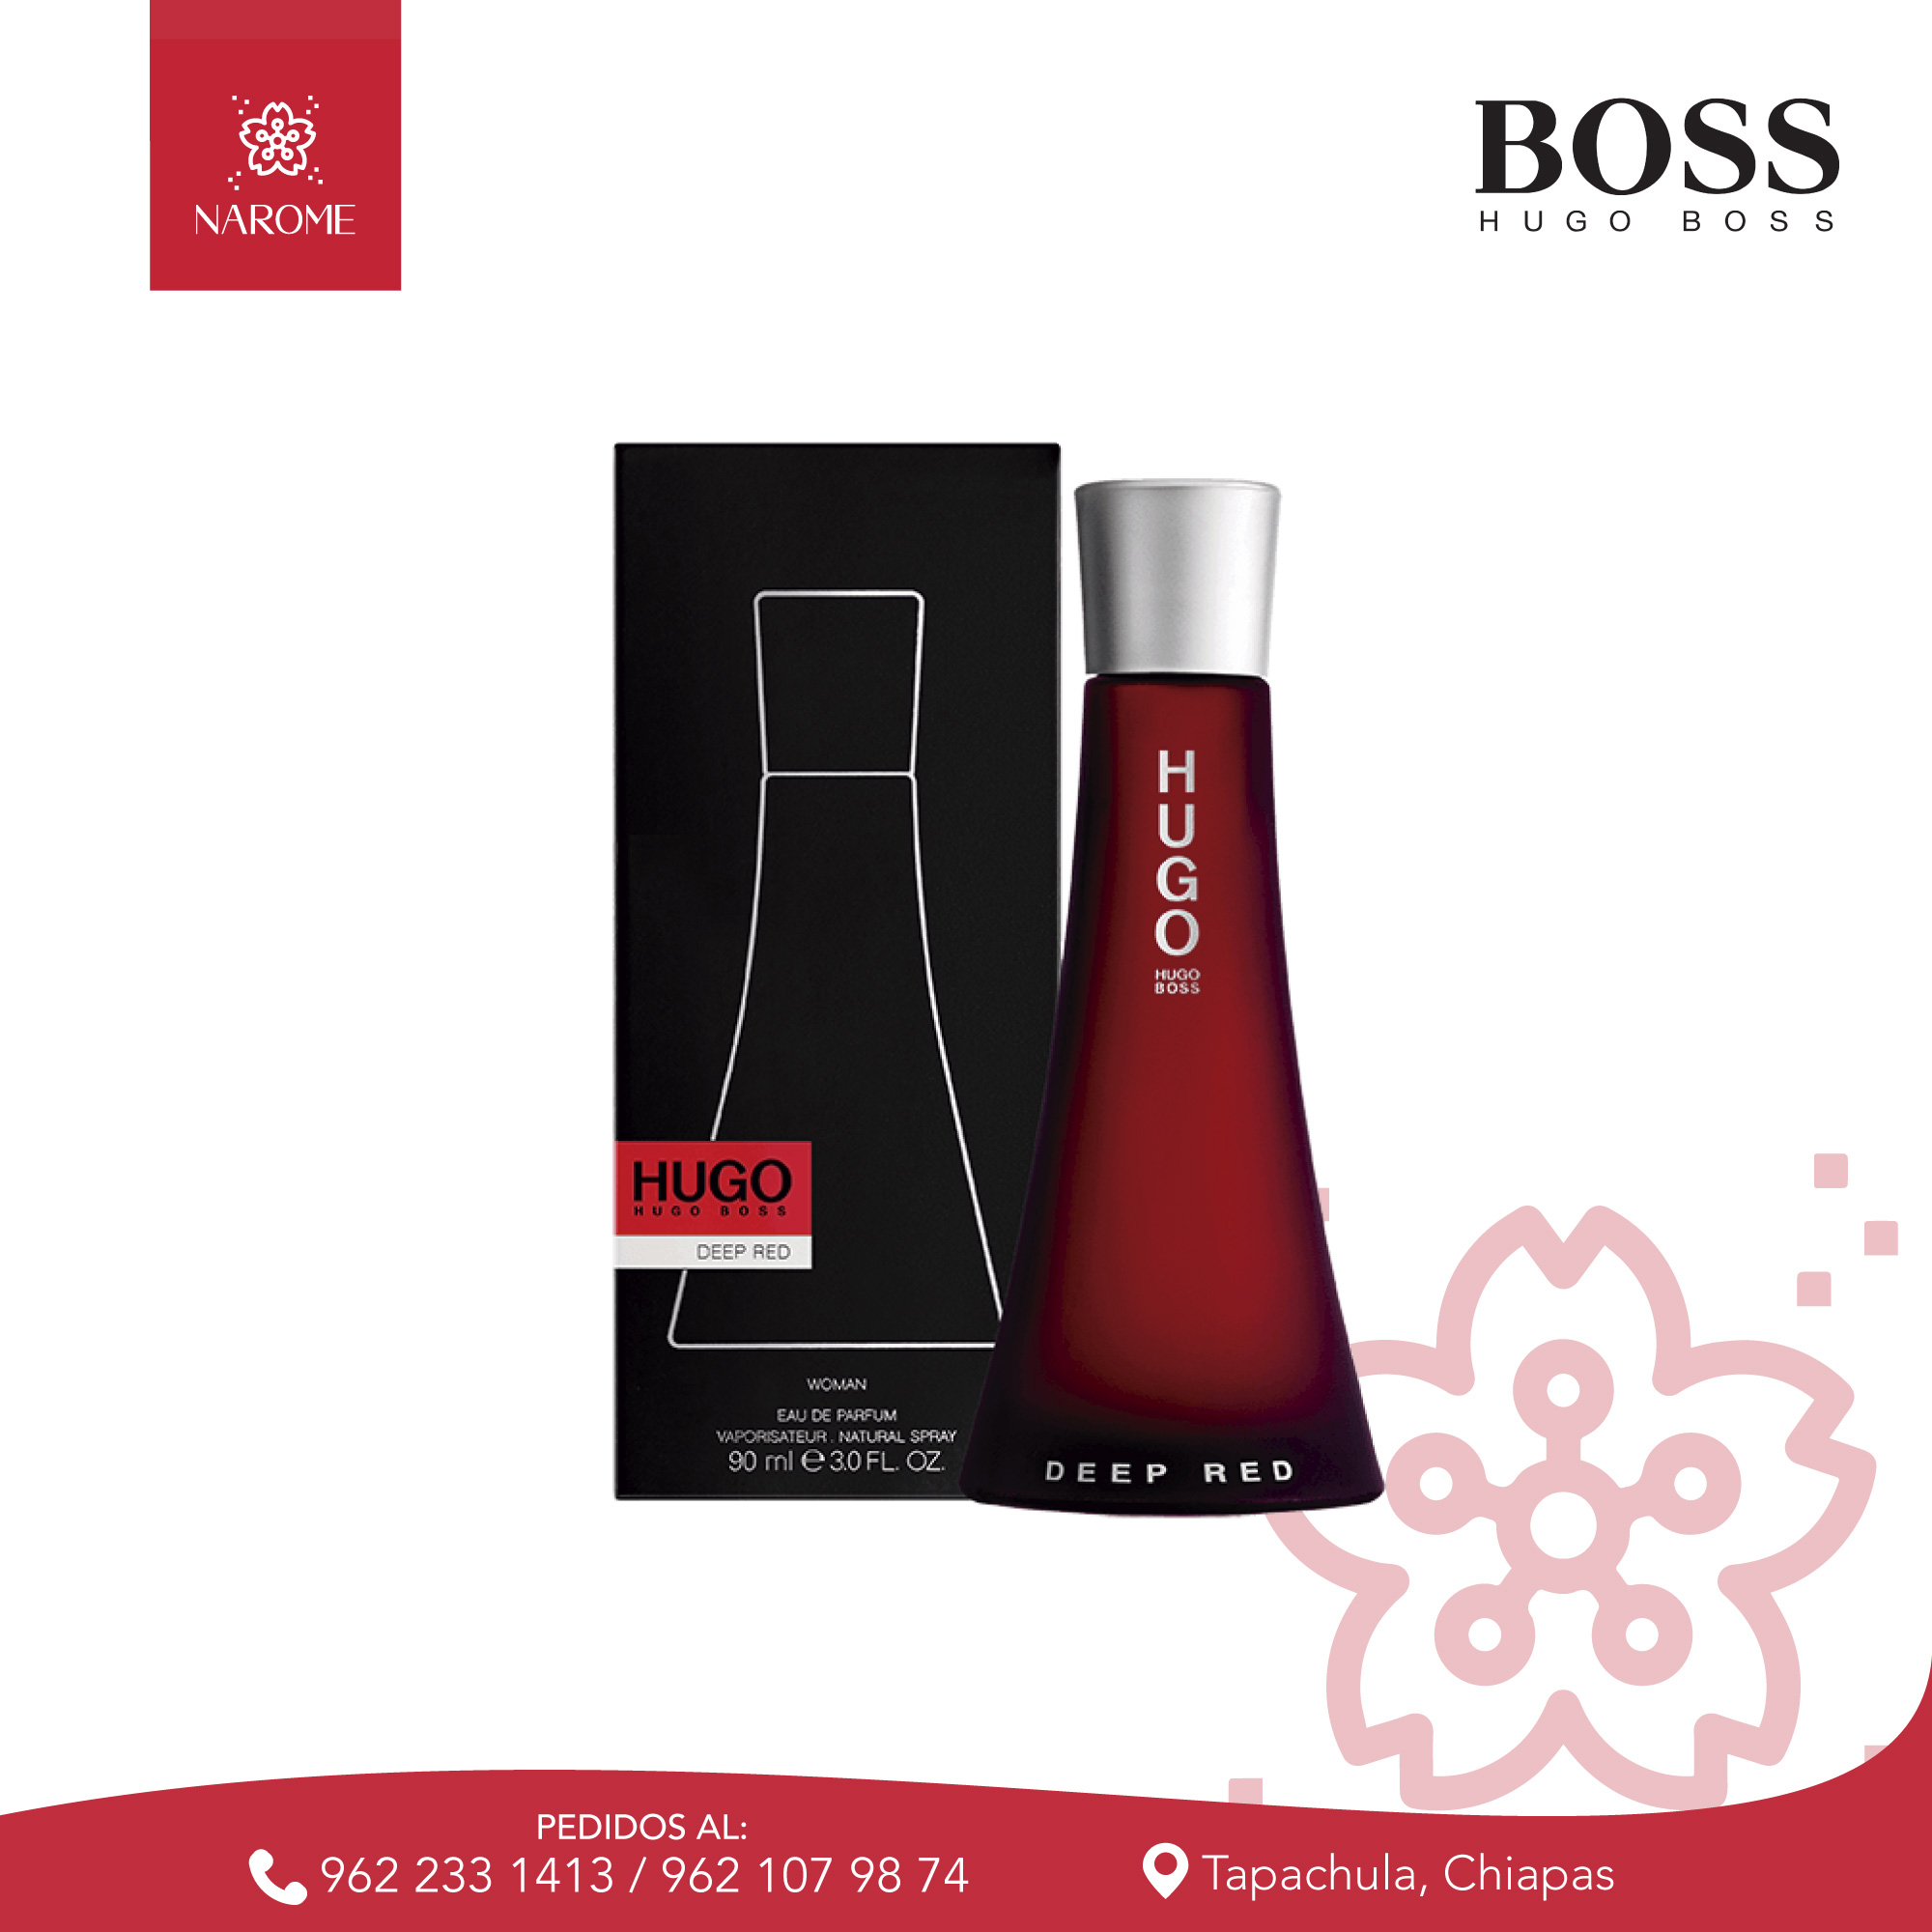 NAROME
BOSS
HUGO BOSS
HUGO
HUGO BOSS
DEEP RED
WOMAN
EAU DE PARFUM
VAPORISATEUR . NATURAL SPRAY
90 ml ℮ 3.0 FL. OZ.
HUGO
HUGO
BOSS
DEEP RED
PEDIDOS AL:
962 233 1413 / 962 107 98 74
Tapachula, Chiapas